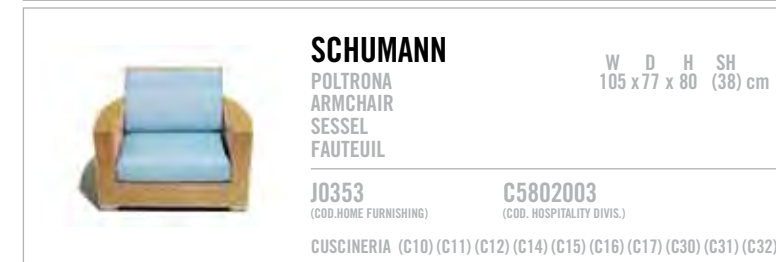 SCHUMANN
POLTRONA
ARMCHAIR
SESSEL
FAUTEUIL
W D H SH
105 x 77 x 80 (38) cm
J0353 C5802003
(COD.HOME FURNISHING) (COD. HOSPITALITY DIVIS.)
CUSCINERIA (C10) (C11) (C12) (C14) (C15) (C16) (C17) (C30) (C31) (C32)